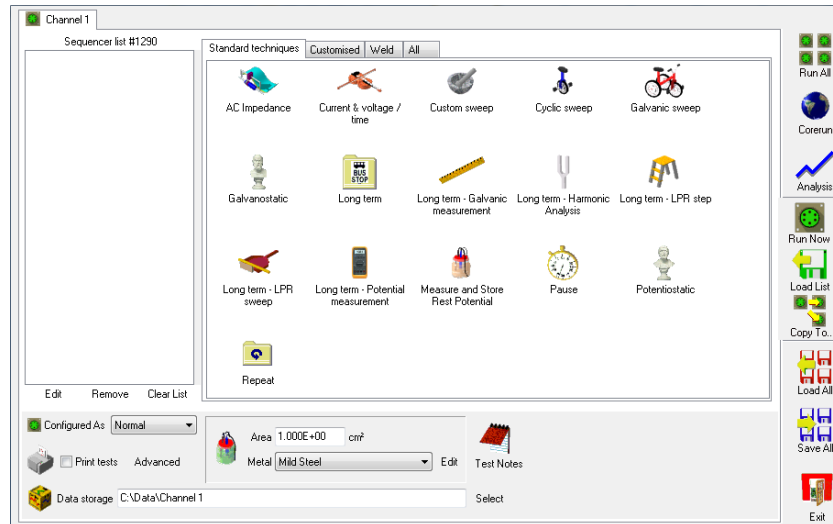 Channel 1
Sequencer list #1290
Standard techniques
Customised
Weld
All
AC Impedance
Current & voltage /
time
Custom sweep
Cyclic sweep
Galvanic sweep
BUS
STOP
Galvanostatic
Long term
Long term - Galvanic
measurement
Long term - Harmonic
Analysis
Long term - LPR step
Long term - LPR
sweep
Long term - Potential
measurement
Measure and Store
Rest Potential
Pause
Potentiostatic
Repeat
Edit
Remove
Clear List
Run All
Corerun
Analysis
Run Now
Load List
Copy To..
Load All
Save All
Exit
Configured As
Normal
Print tests
Advanced
Area
1.000E+00
cm²
Metal
Mild Steel
Edit
Test Notes
Data storage
C:\Data\Channel 1
Select